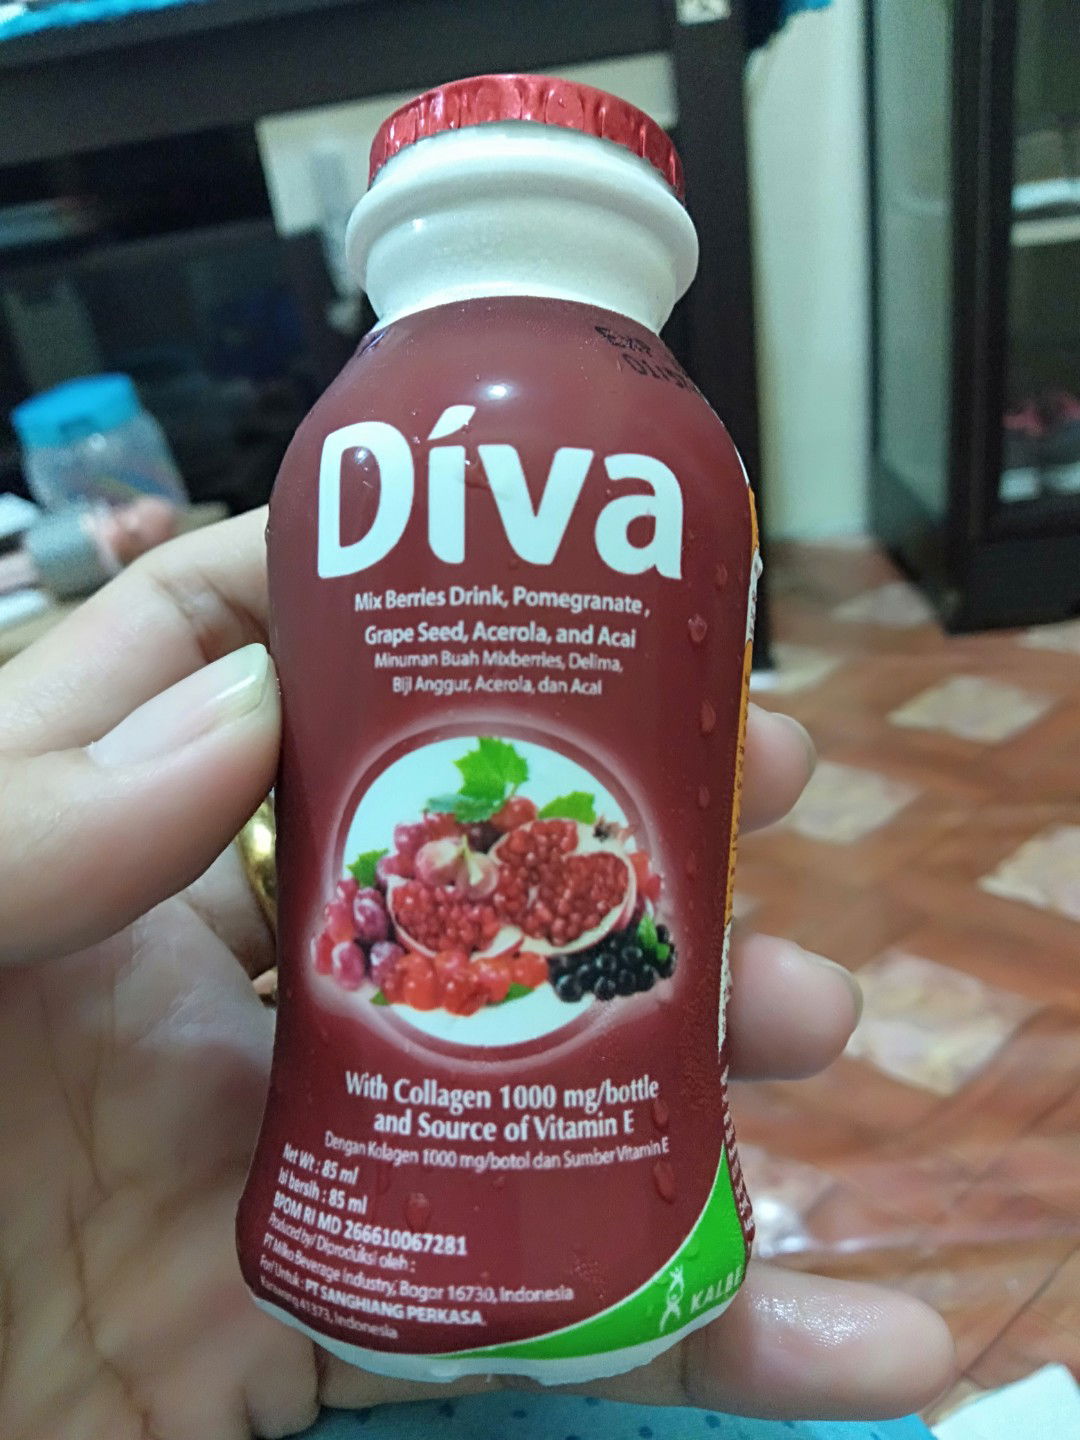 EXP
Díva
Mix Berries Drink, Pomegranate,
Grape Seed, Acerola, and Acai
Minuman Buah Mixberries, Delima,
Biji Anggur, Acerola, dan Acai
With Collagen 1000 mg/bottle
and Source of Vitamin E
Dengan Kolagen 1000 mg/botol dan Sumber Vitamin E
Net Wt : 85 ml
Isi bersih : 85 ml
BPOM RI MD 266610067281
Produced by/ Diproduksi oleh :
PT Milko Beverage Industry, Bogor 16730, Indonesia
For/ Untuk : PT SANGHIANG PERKASA,
Karawang 41373, Indonesia
KALBE